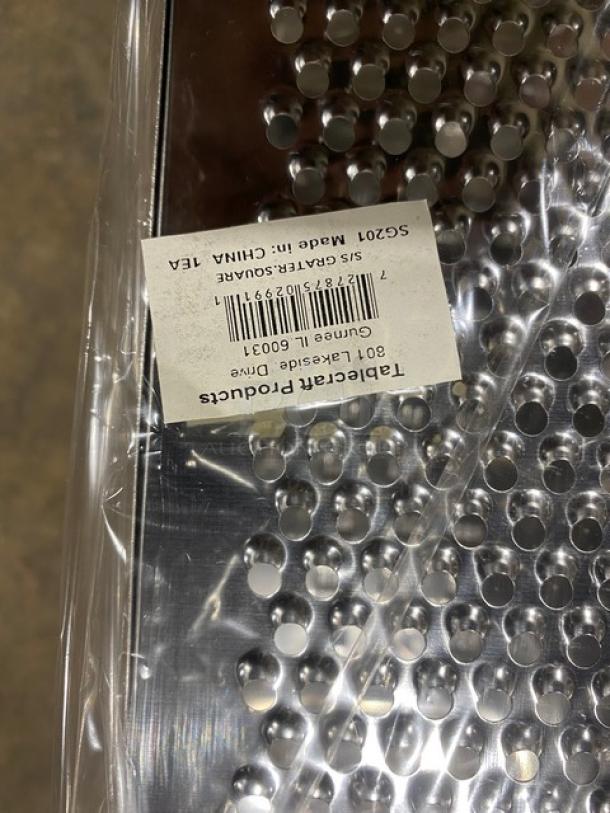 Tablecraft Products
801 Lakeside Drive
Gurnee IL 60031
7 27875 02991 1
S/S GRATER.SQUARE
SG201 Made in: CHINA 1EA